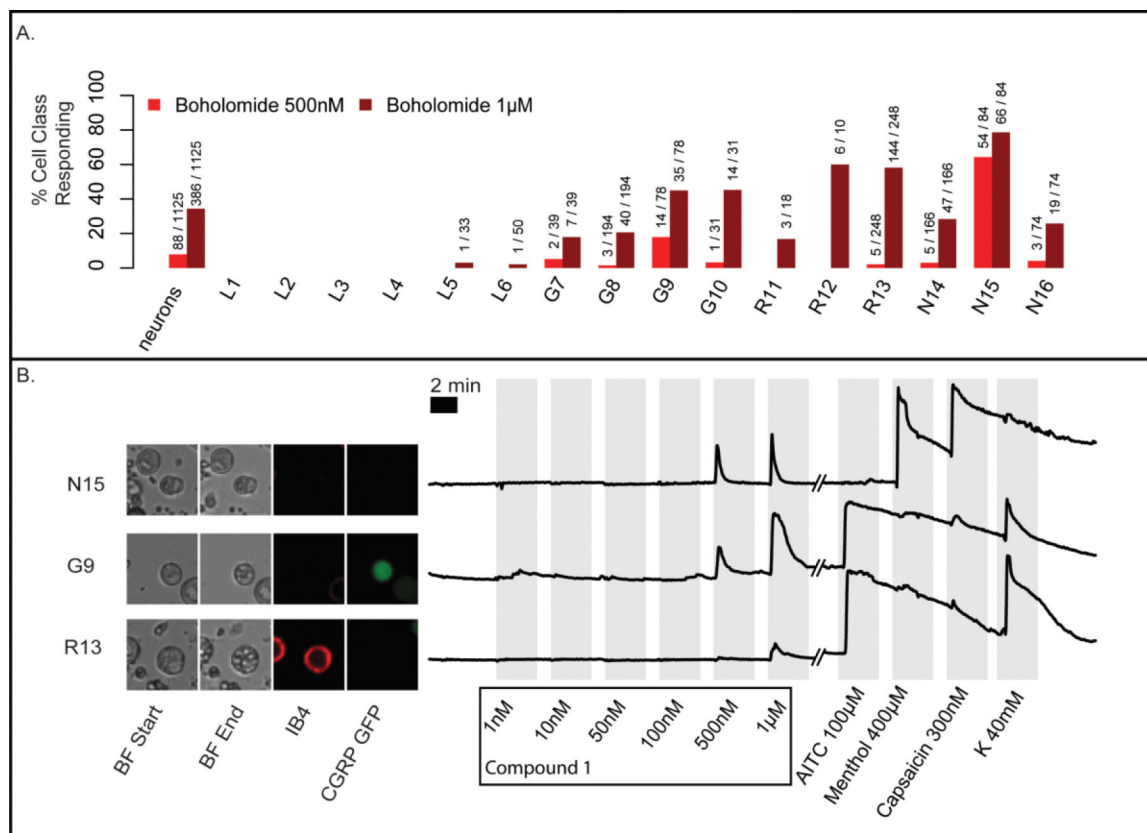 A.
% Cell Class
Responding
0 20 40 60 80 100
Boholomide 500nM Boholomide 1µM
88 / 1125
386 / 1125
1 / 33
1 / 50
2 / 39
7 / 39
3 / 194
40 / 194
14 / 78
35 / 78
1 / 31
14 / 31
3 / 18
6 / 10
5 / 248
144 / 248
5 / 166
47 / 166
54 / 84
66 / 84
3 / 74
19 / 74
neurons L1 L2 L3 L4 L5 L6 G7 G8 G9 G10 R11 R12 R13 N14 N15 N16
B.
2 min
N15
G9
R13
BF Start BF End IB4 CGRP GFP
1nM 10nM 50nM 100nM 500nM 1µM
Compound 1
AITC 100µM Menthol 400µM Capsaicin 300nM K 40mM